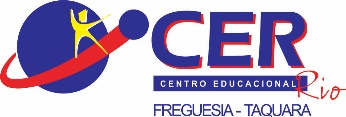 CER
CENTRO EDUCACIONAL
Rio
FREGUESIA - TAQUARA